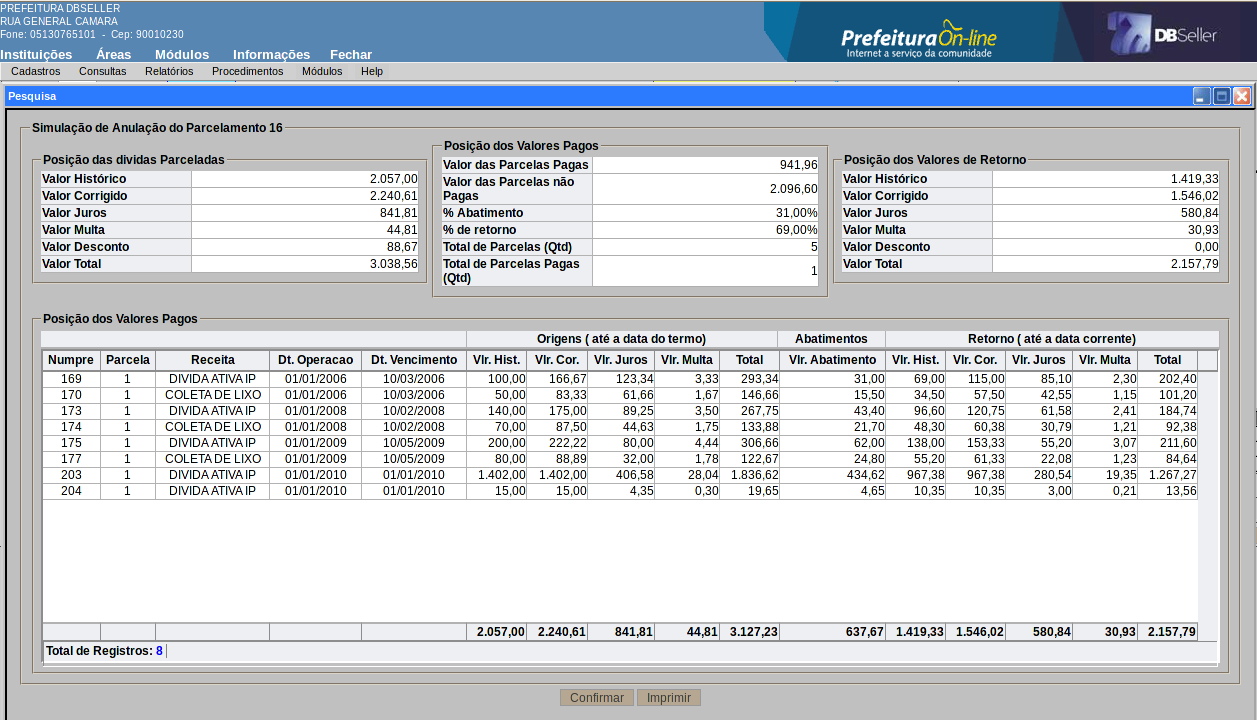 PREFEITURA DBSELLER
RUA GENERAL CAMARA
Fone: 05130765101 - Cep: 90010230
PrefeituraOn-line
Internet a serviço da comunidade
DBSeller
Instituições Áreas Módulos Informações Fechar
Cadastros Consultas Relatórios Procedimentos Módulos Help
Pesquisa
Simulação de Anulação do Parcelamento 16
Posição das dividas Parceladas
Valor Histórico 2.057,00
Valor Corrigido 2.240,61
Valor Juros 841,81
Valor Multa 44,81
Valor Desconto 88,67
Valor Total 3.038,56
Posição dos Valores Pagos
Valor das Parcelas Pagas 941,96
Valor das Parcelas não
Pagas 2.096,60
% Abatimento 31,00%
% de retorno 69,00%
Total de Parcelas (Qtd) 5
Total de Parcelas Pagas
(Qtd) 1
Posição dos Valores de Retorno
Valor Histórico 1.419,33
Valor Corrigido 1.546,02
Valor Juros 580,84
Valor Multa 30,93
Valor Desconto 0,00
Valor Total 2.157,79
Posição dos Valores Pagos
Origens ( até a data do termo) Abatimentos Retorno ( até a data corrente)
Numpre Parcela Receita Dt. Operacao Dt. Vencimento Vlr. Hist. Vlr. Cor. Vlr. Juros Vlr. Multa Total Vlr. Abatimento Vlr. Hist. Vlr. Cor. Vlr. Juros Vlr. Multa Total
169 1 DIVIDA ATIVA IP 01/01/2006 10/03/2006 100,00 166,67 123,34 3,33 293,34 31,00 69,00 115,00 85,10 2,30 202,40
170 1 COLETA DE LIXO 01/01/2006 10/03/2006 50,00 83,33 61,66 1,67 146,66 15,50 34,50 57,50 42,55 1,15 101,20
173 1 DIVIDA ATIVA IP 01/01/2008 10/02/2008 140,00 175,00 89,25 3,50 267,75 43,40 96,60 120,75 61,58 2,41 184,74
174 1 COLETA DE LIXO 01/01/2008 10/02/2008 70,00 87,50 44,63 1,75 133,88 21,70 48,30 60,38 30,79 1,21 92,38
175 1 DIVIDA ATIVA IP 01/01/2009 10/05/2009 200,00 222,22 80,00 4,44 306,66 62,00 138,00 153,33 55,20 3,07 211,60
177 1 COLETA DE LIXO 01/01/2009 10/05/2009 80,00 88,89 32,00 1,78 122,67 24,80 55,20 61,33 22,08 1,23 84,64
203 1 DIVIDA ATIVA IP 01/01/2010 01/01/2010 1.402,00 1.402,00 406,58 28,04 1.836,62 434,62 967,38 967,38 280,54 19,35 1.267,27
204 1 DIVIDA ATIVA IP 01/01/2010 01/01/2010 15,00 15,00 4,35 0,30 19,65 4,65 10,35 10,35 3,00 0,21 13,56
2.057,00 2.240,61 841,81 44,81 3.127,23 637,67 1.419,33 1.546,02 580,84 30,93 2.157,79
Total de Registros: 8
Confirmar Imprimir